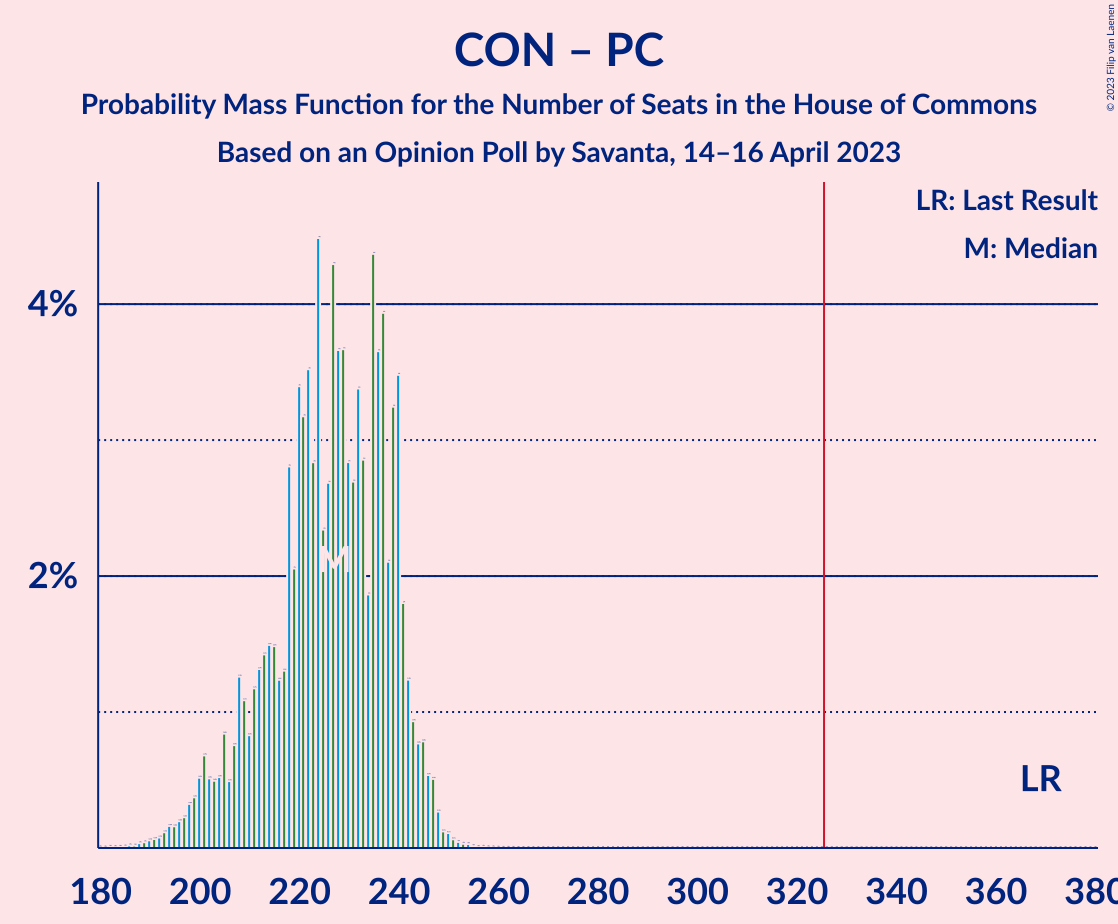 CON – PC
Probability Mass Function for the Number of Seats in the House of Commons
Based on an Opinion Poll by Savanta, 14–16 April 2023
© 2023 Filip van Laenen
LR: Last Result
M: Median
4%
2%
M
LR
180 200 220 240 260 280 300 320 340 360 380